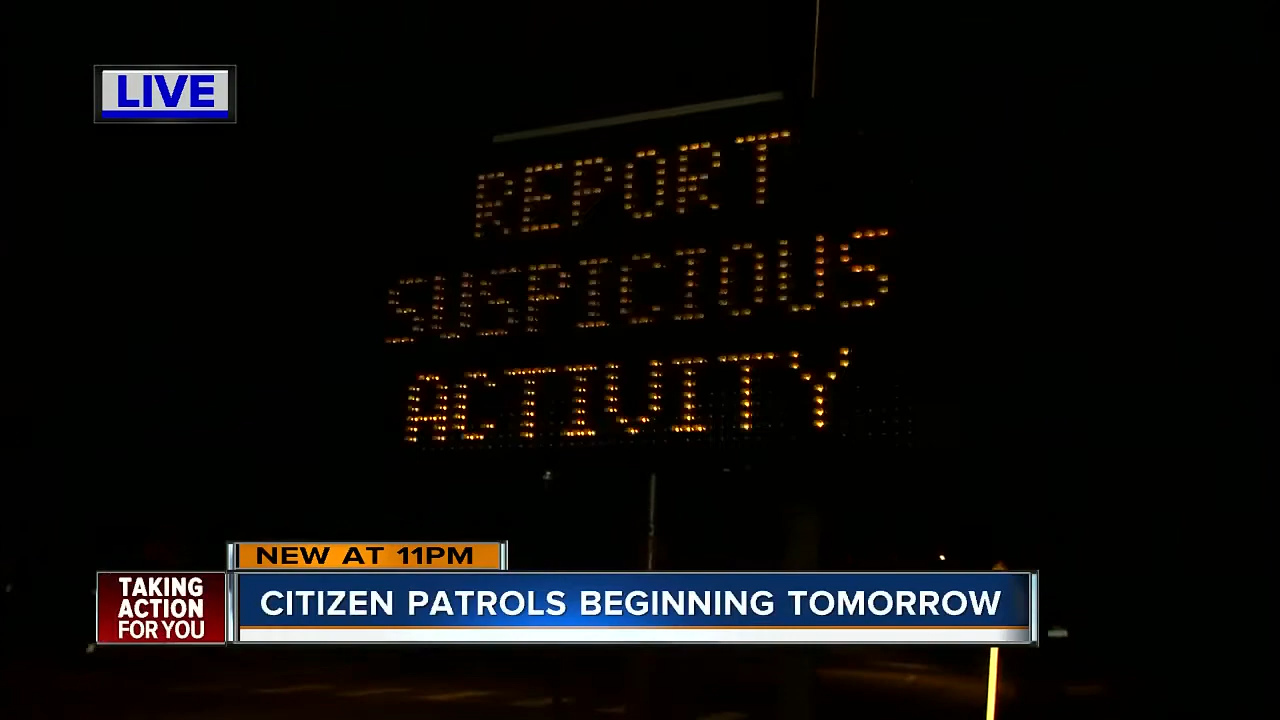 LIVE
REPORT
SUSPICIOUS
ACTIVITY
NEW AT 11PM
TAKING
ACTION
FOR YOU
CITIZEN PATROLS BEGINNING TOMORROW